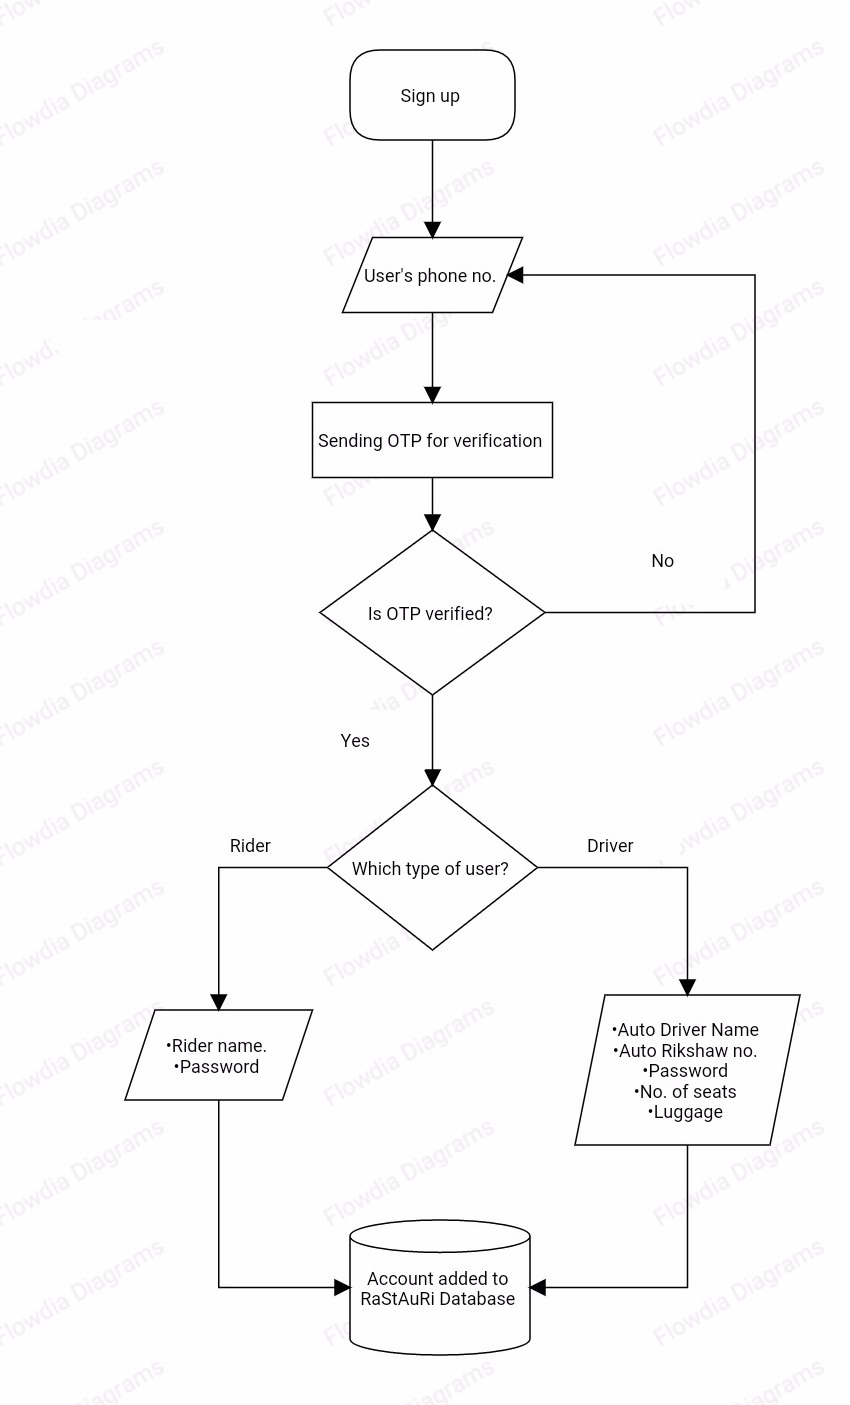 Sign up
User's phone no.
Sending OTP for verification
No
Is OTP verified?
Yes
Rider
Driver
Which type of user?
•Rider name.
•Password
•Auto Driver Name
•Auto Rikshaw no.
•Password
•No. of seats
•Luggage
Account added to
RaStAuRi Database
Flowdia Diagrams